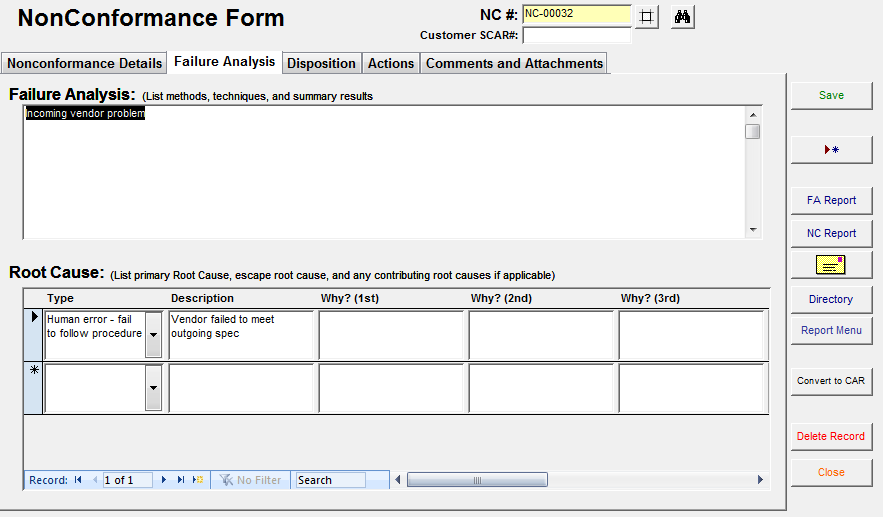 NonConformance Form
NC #: NC-00032
Customer SCAR#:
Nonconformance Details Failure Analysis Disposition Actions Comments and Attachments
Failure Analysis: (List methods, techniques, and summary results
Incoming vendor problem
Save
FA Report
NC Report
Directory
Report Menu
Convert to CAR
Delete Record
Close
Root Cause: (List primary Root Cause, escape root cause, and any contributing root causes if applicable)
Type Description Why? (1st) Why? (2nd) Why? (3rd)
Human error - fail
to follow procedure
Vendor failed to meet
outgoing spec
Record: 1 of 1 No Filter Search